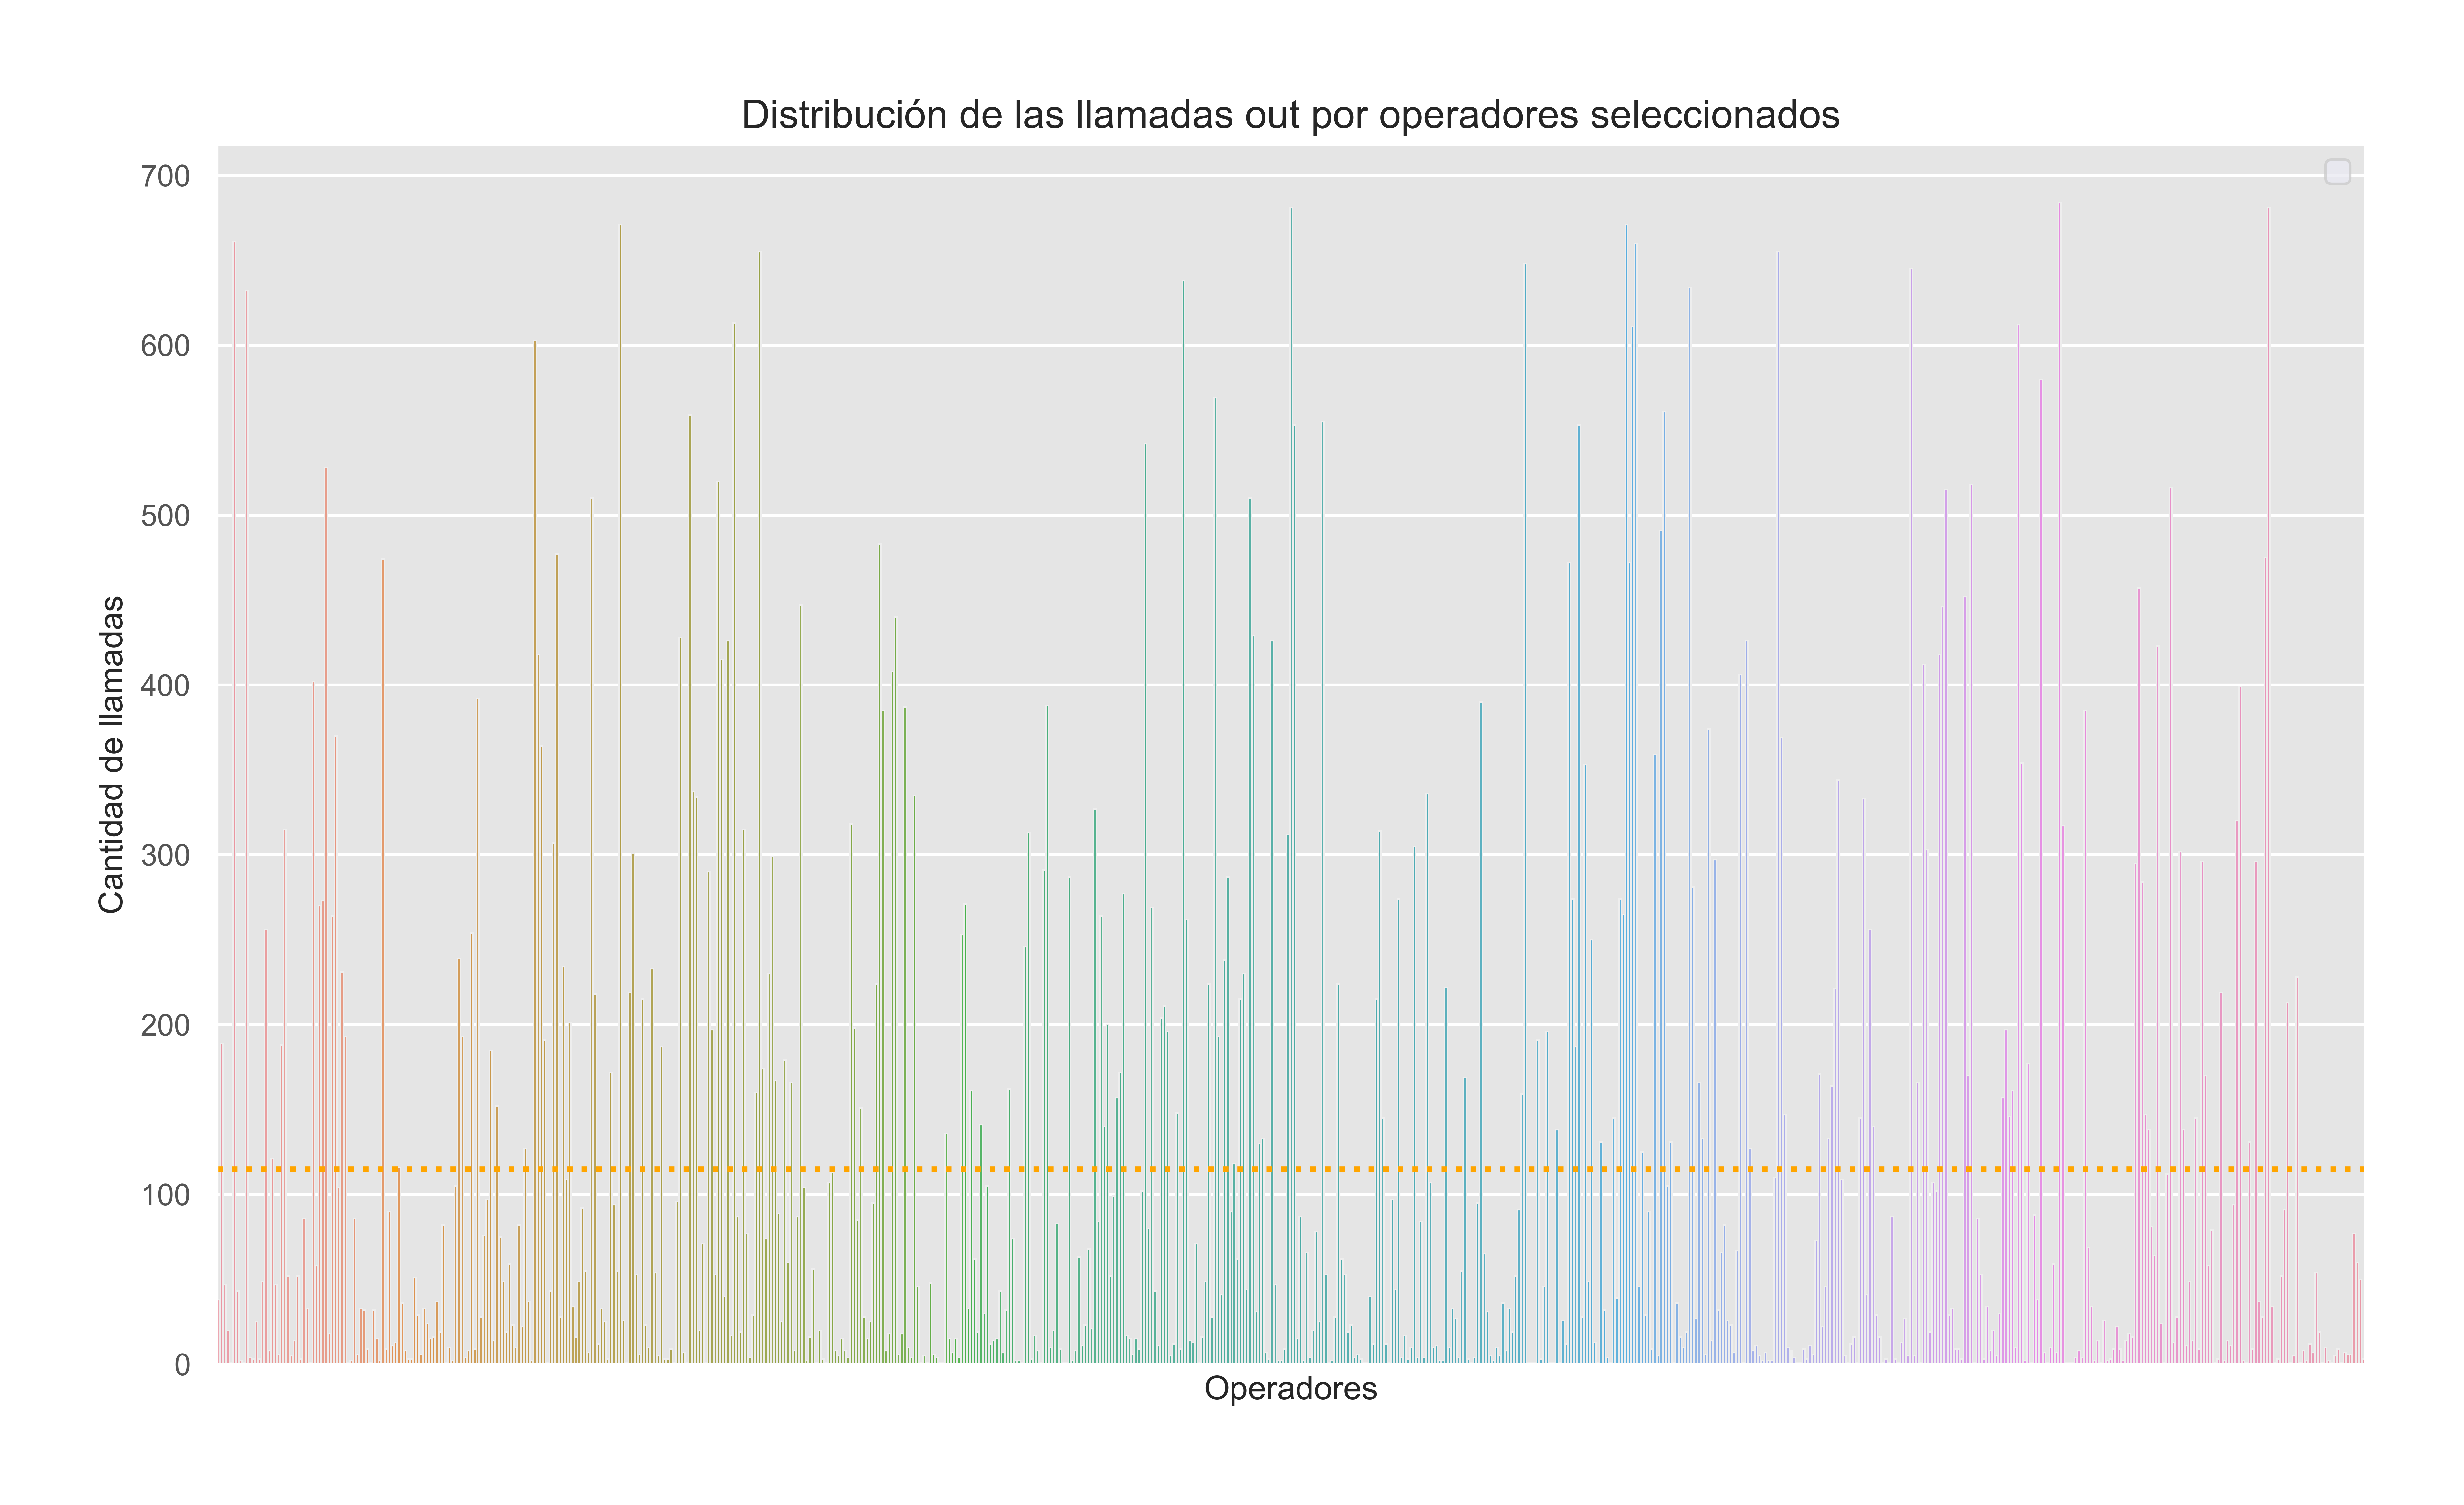 Distribución de las llamadas out por operadores seleccionados
700
600
500
400
300
200
100
0
Cantidad de llamadas
Operadores